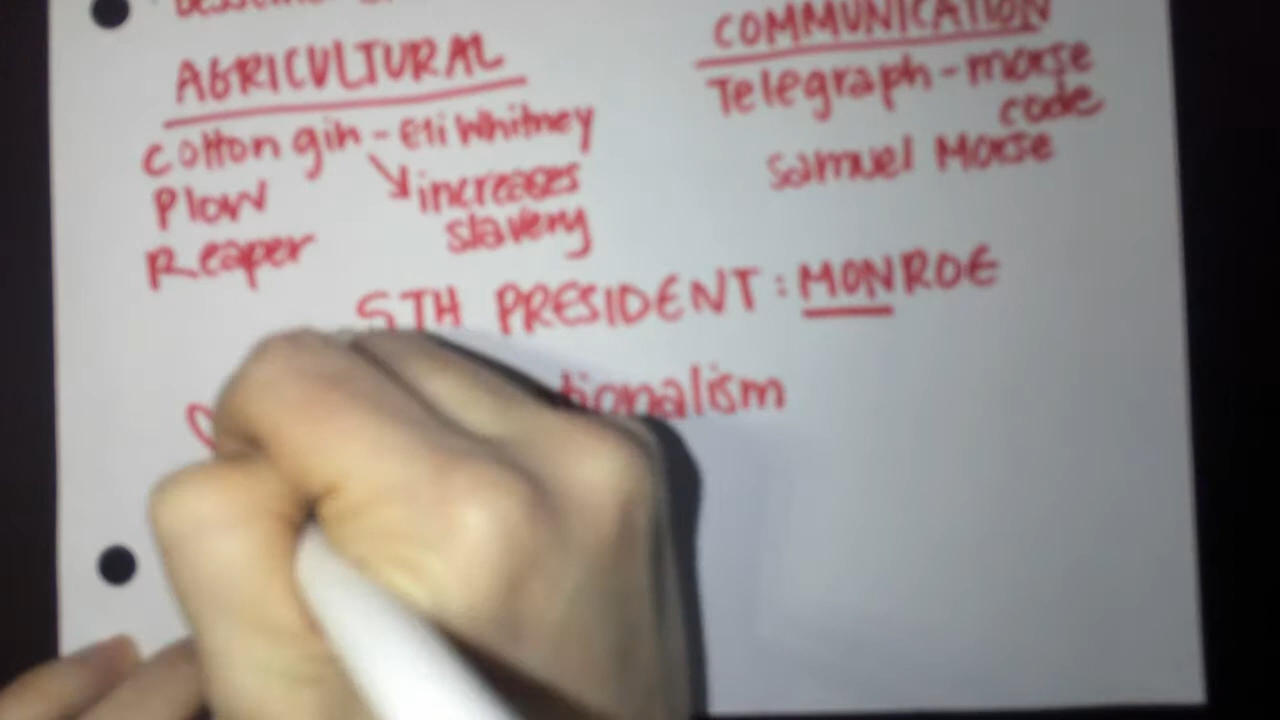 AGRICULTURAL
Cotton gin - Eli Whitney
increases
slavery
Plow
Reaper
COMMUNICATION
Telegraph - morse
code
Samuel Morse
5TH PRESIDENT: MONROE
tionalism